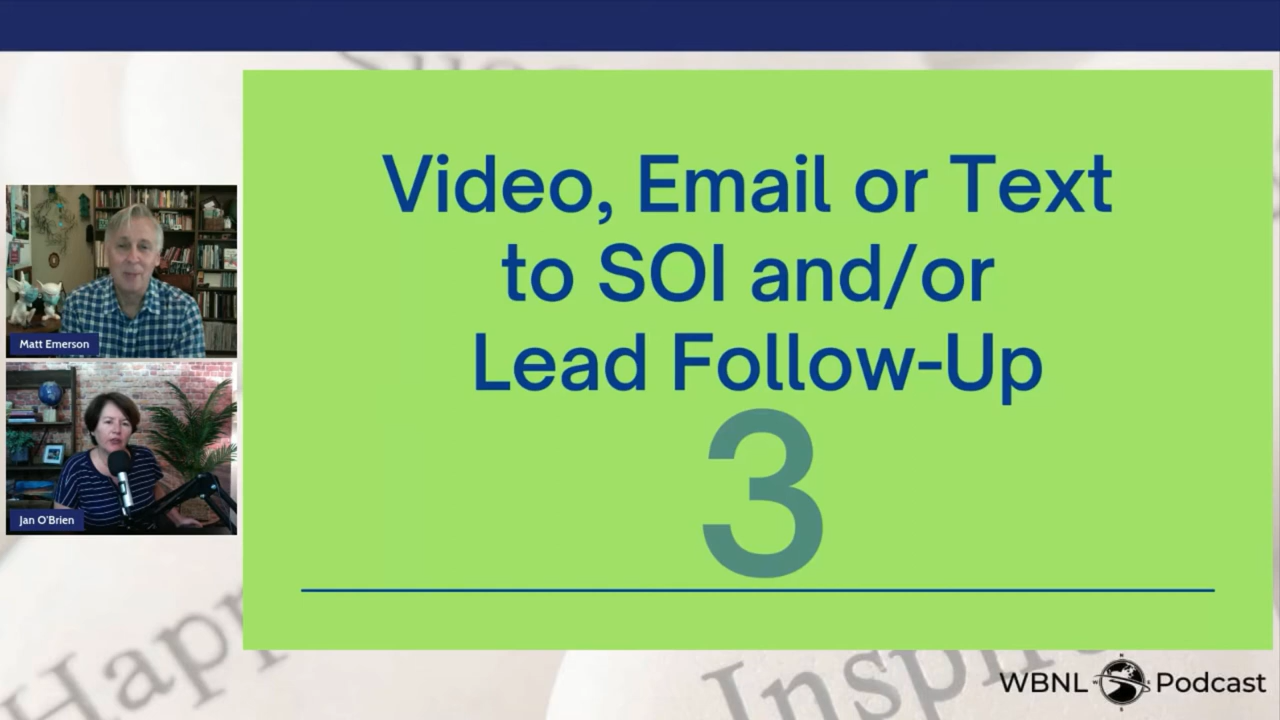 Video, Email or Text
to SOI and/or
Lead Follow-Up
3
Matt Emerson
Jan O'Brien
WBNL Podcast